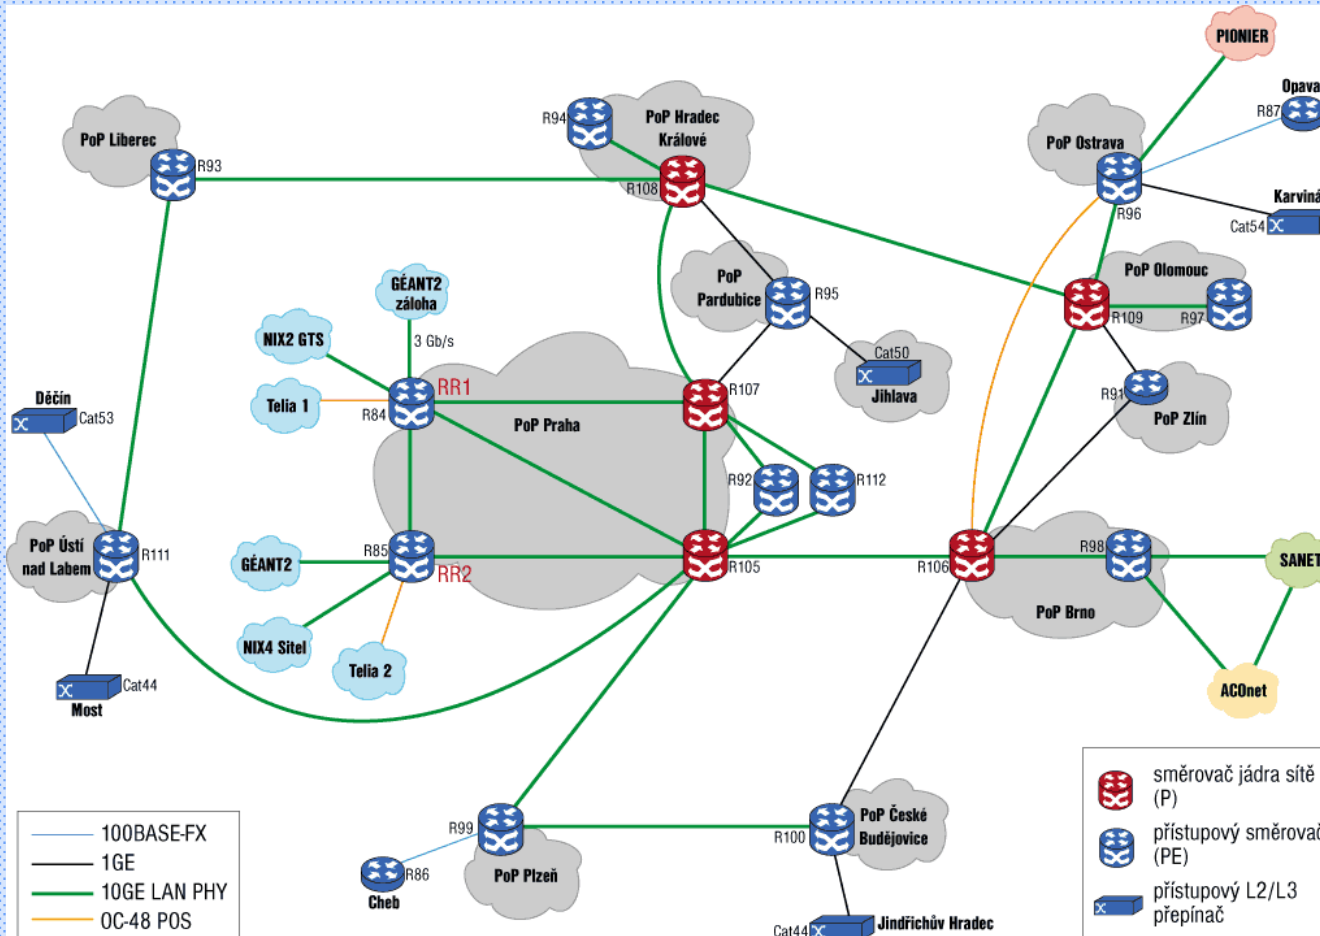 PIONIER
Opava
R87
PoP Hradec
Králové
R94
R108
PoP Liberec
R93
PoP Ostrava
R96
Karviná
Cat54
PoP
Pardubice
R95
PoP Olomouc
R109
R97
GÉANT2
záloha
3 Gb/s
NIX2 GTS
Telia 1
RR1
R84
PoP Praha
R107
Cat50
Jihlava
R91
PoP Zlín
Děčín
Cat53
R92
R112
PoP Ústí
nad Labem
R111
GÉANT2
R85
RR2
R105
R106
R98
SANET
PoP Brno
NIX4 Sitel
Telia 2
Cat44
Most
ACOnet
R99
PoP Plzeň
R86
Cheb
R100
PoP České
Budějovice
Cat44
Jindřichův Hradec
100BASE-FX
1GE
10GE LAN PHY
OC-48 POS
směrovač jádra sítě
(P)
přístupový směrovač
(PE)
přístupový L2/L3
přepínač